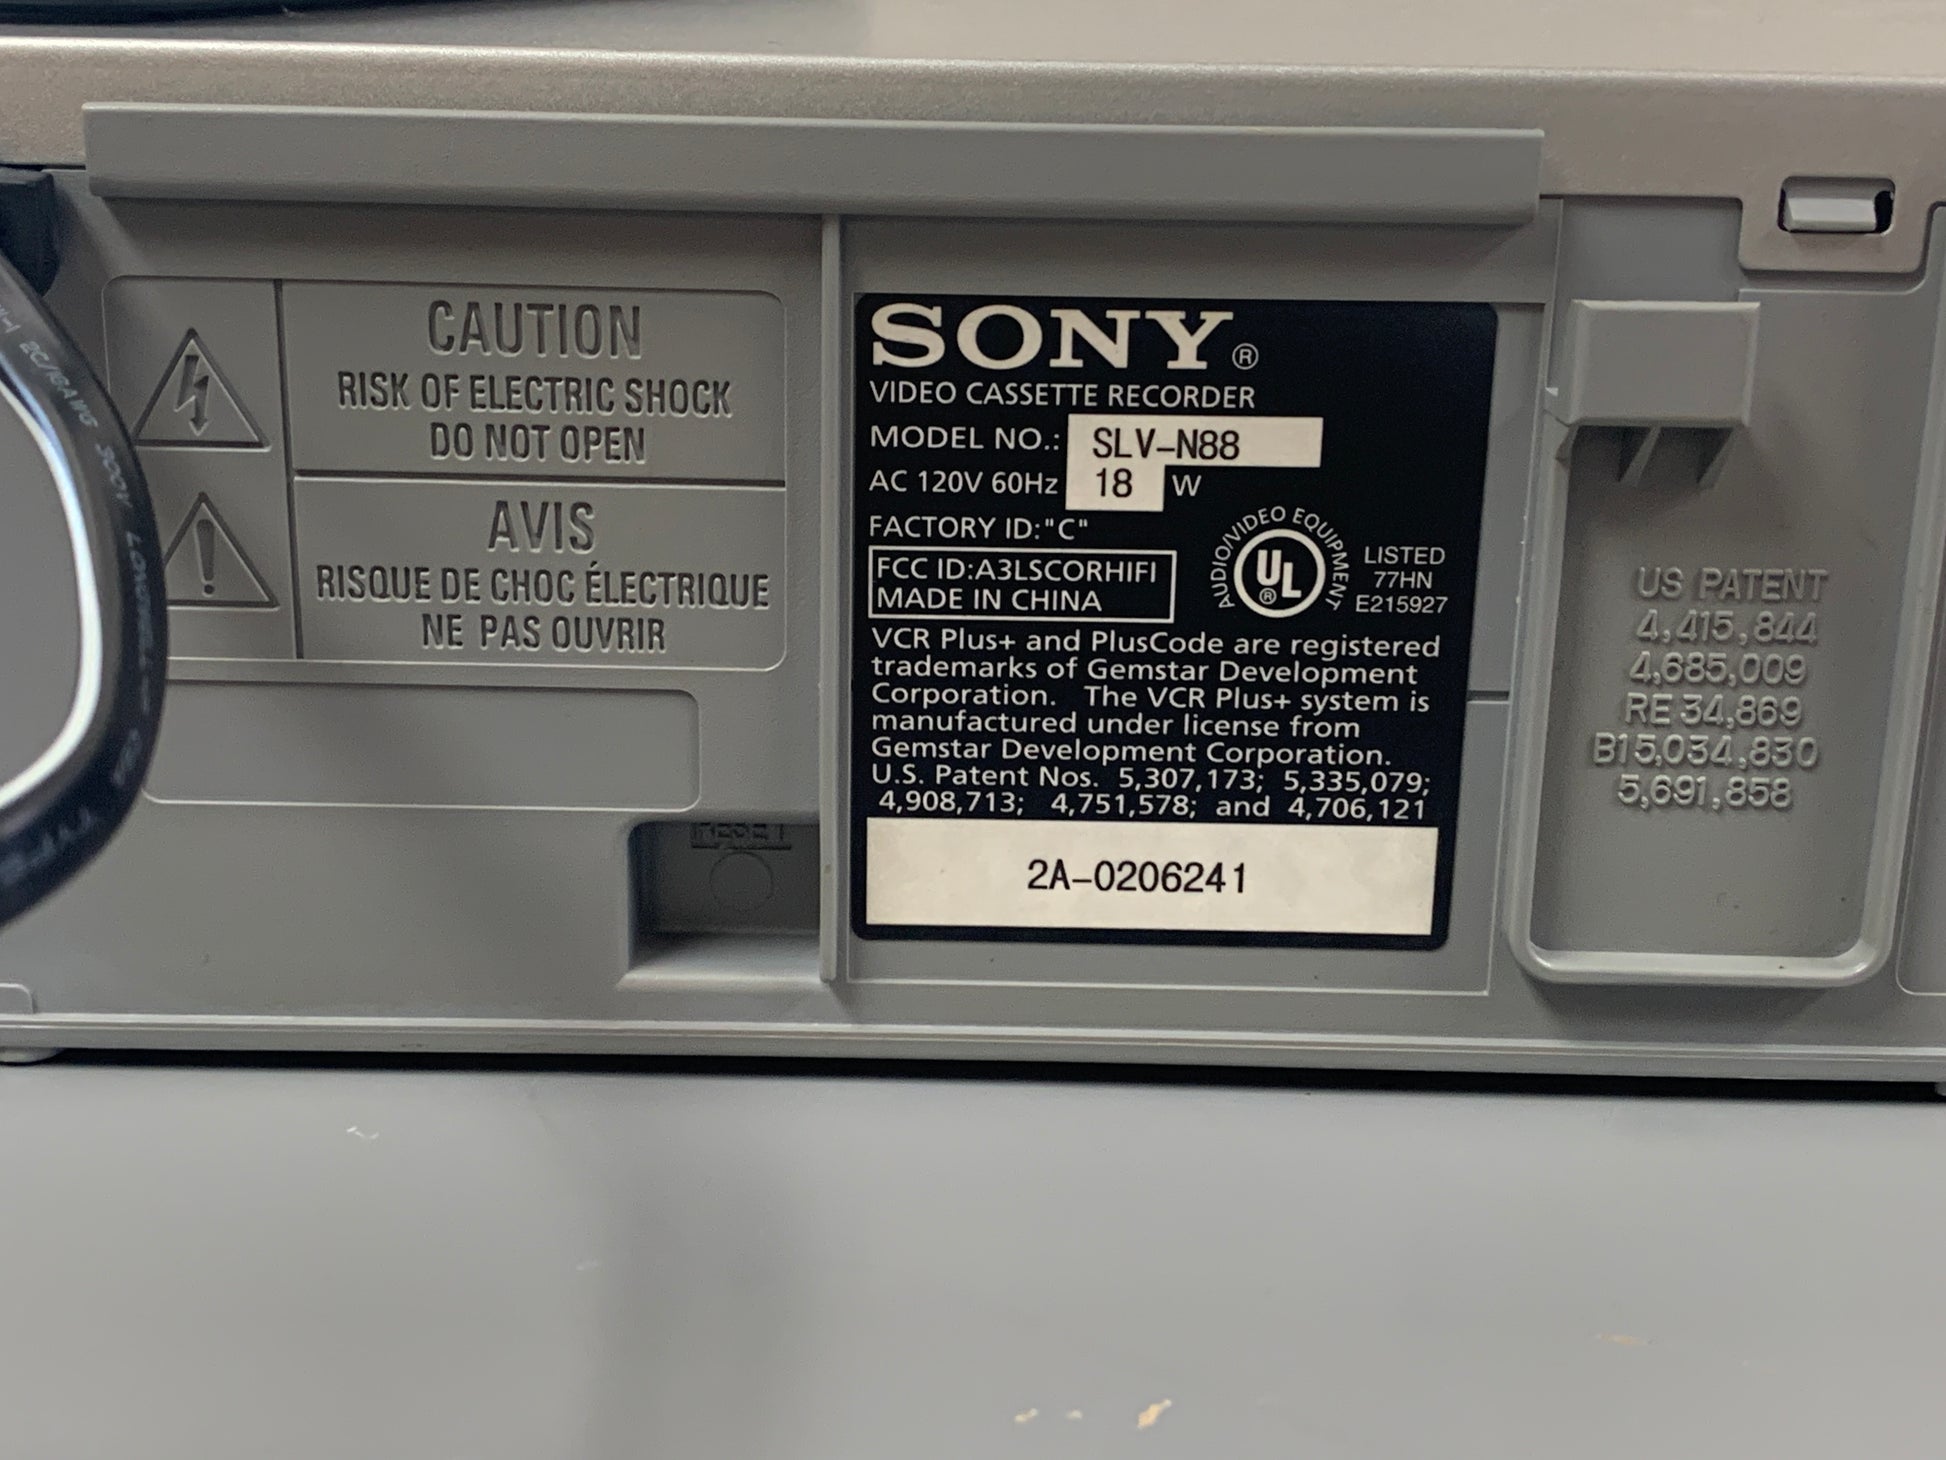 CAUTION
RISK OF ELECTRIC SHOCK
DO NOT OPEN
AVIS
RISQUE DE CHOC ÉLECTRIQUE
NE PAS OUVRIR
RESET
SONY®
VIDEO CASSETTE RECORDER
MODEL NO.: SLV-N88
AC 120V 60Hz 18 W
FACTORY ID:"C"
FCC ID:A3LSCORHIFI
MADE IN CHINA
AUDIO/VIDEO EQUIPMENT
UL®
LISTED
77HN
E215927
VCR Plus+ and PlusCode are registered
trademarks of Gemstar Development
Corporation. The VCR Plus+ system is
manufactured under license from
Gemstar Development Corporation.
U.S. Patent Nos. 5,307,173; 5,335,079;
4,908,713; 4,751,578; and 4,706,121
2A-0206241
US PATENT
4,415,844
4,685,009
RE 34,869
B15,034,830
5,691,858
2C/18AWG 300V